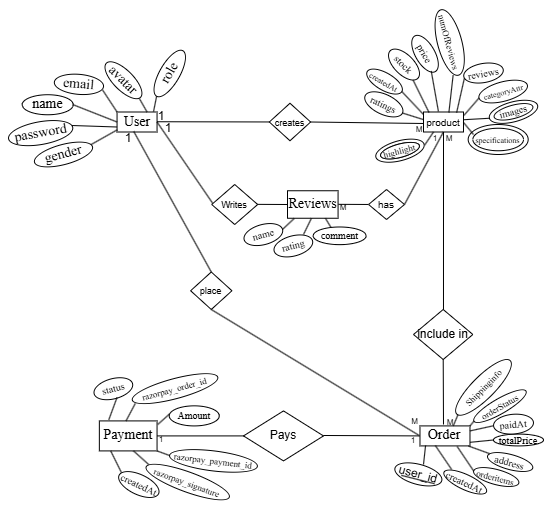 numOfReviews
role
avatar
price
stock
email
reviews
createdAt
categoryAttr
name
ratings
images
User
1
1
1
creates
M
product
1
M
specifications
password
gender
highlight
Writes
Reviews
M
has
name
rating
comment
place
include in
Shippinginfo
status
razorpay_order_id
orderStatus
Amount
M
M
paidAt
Payment
1
Pays
1
Order
totalPrice
razorpay_payment_id
address
createdAt
razorpay_signature
user_id
createdAt
orderitems